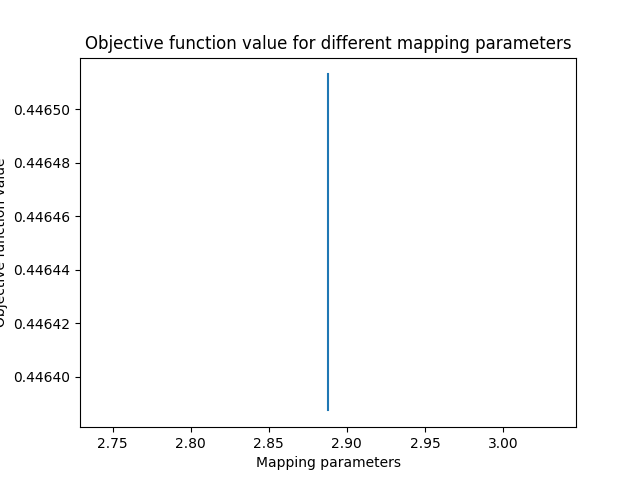 Objective function value for different mapping parameters
0.44650
0.44648
0.44646
0.44644
0.44642
0.44640
Objective function value
2.75 2.80 2.85 2.90 2.95 3.00
Mapping parameters